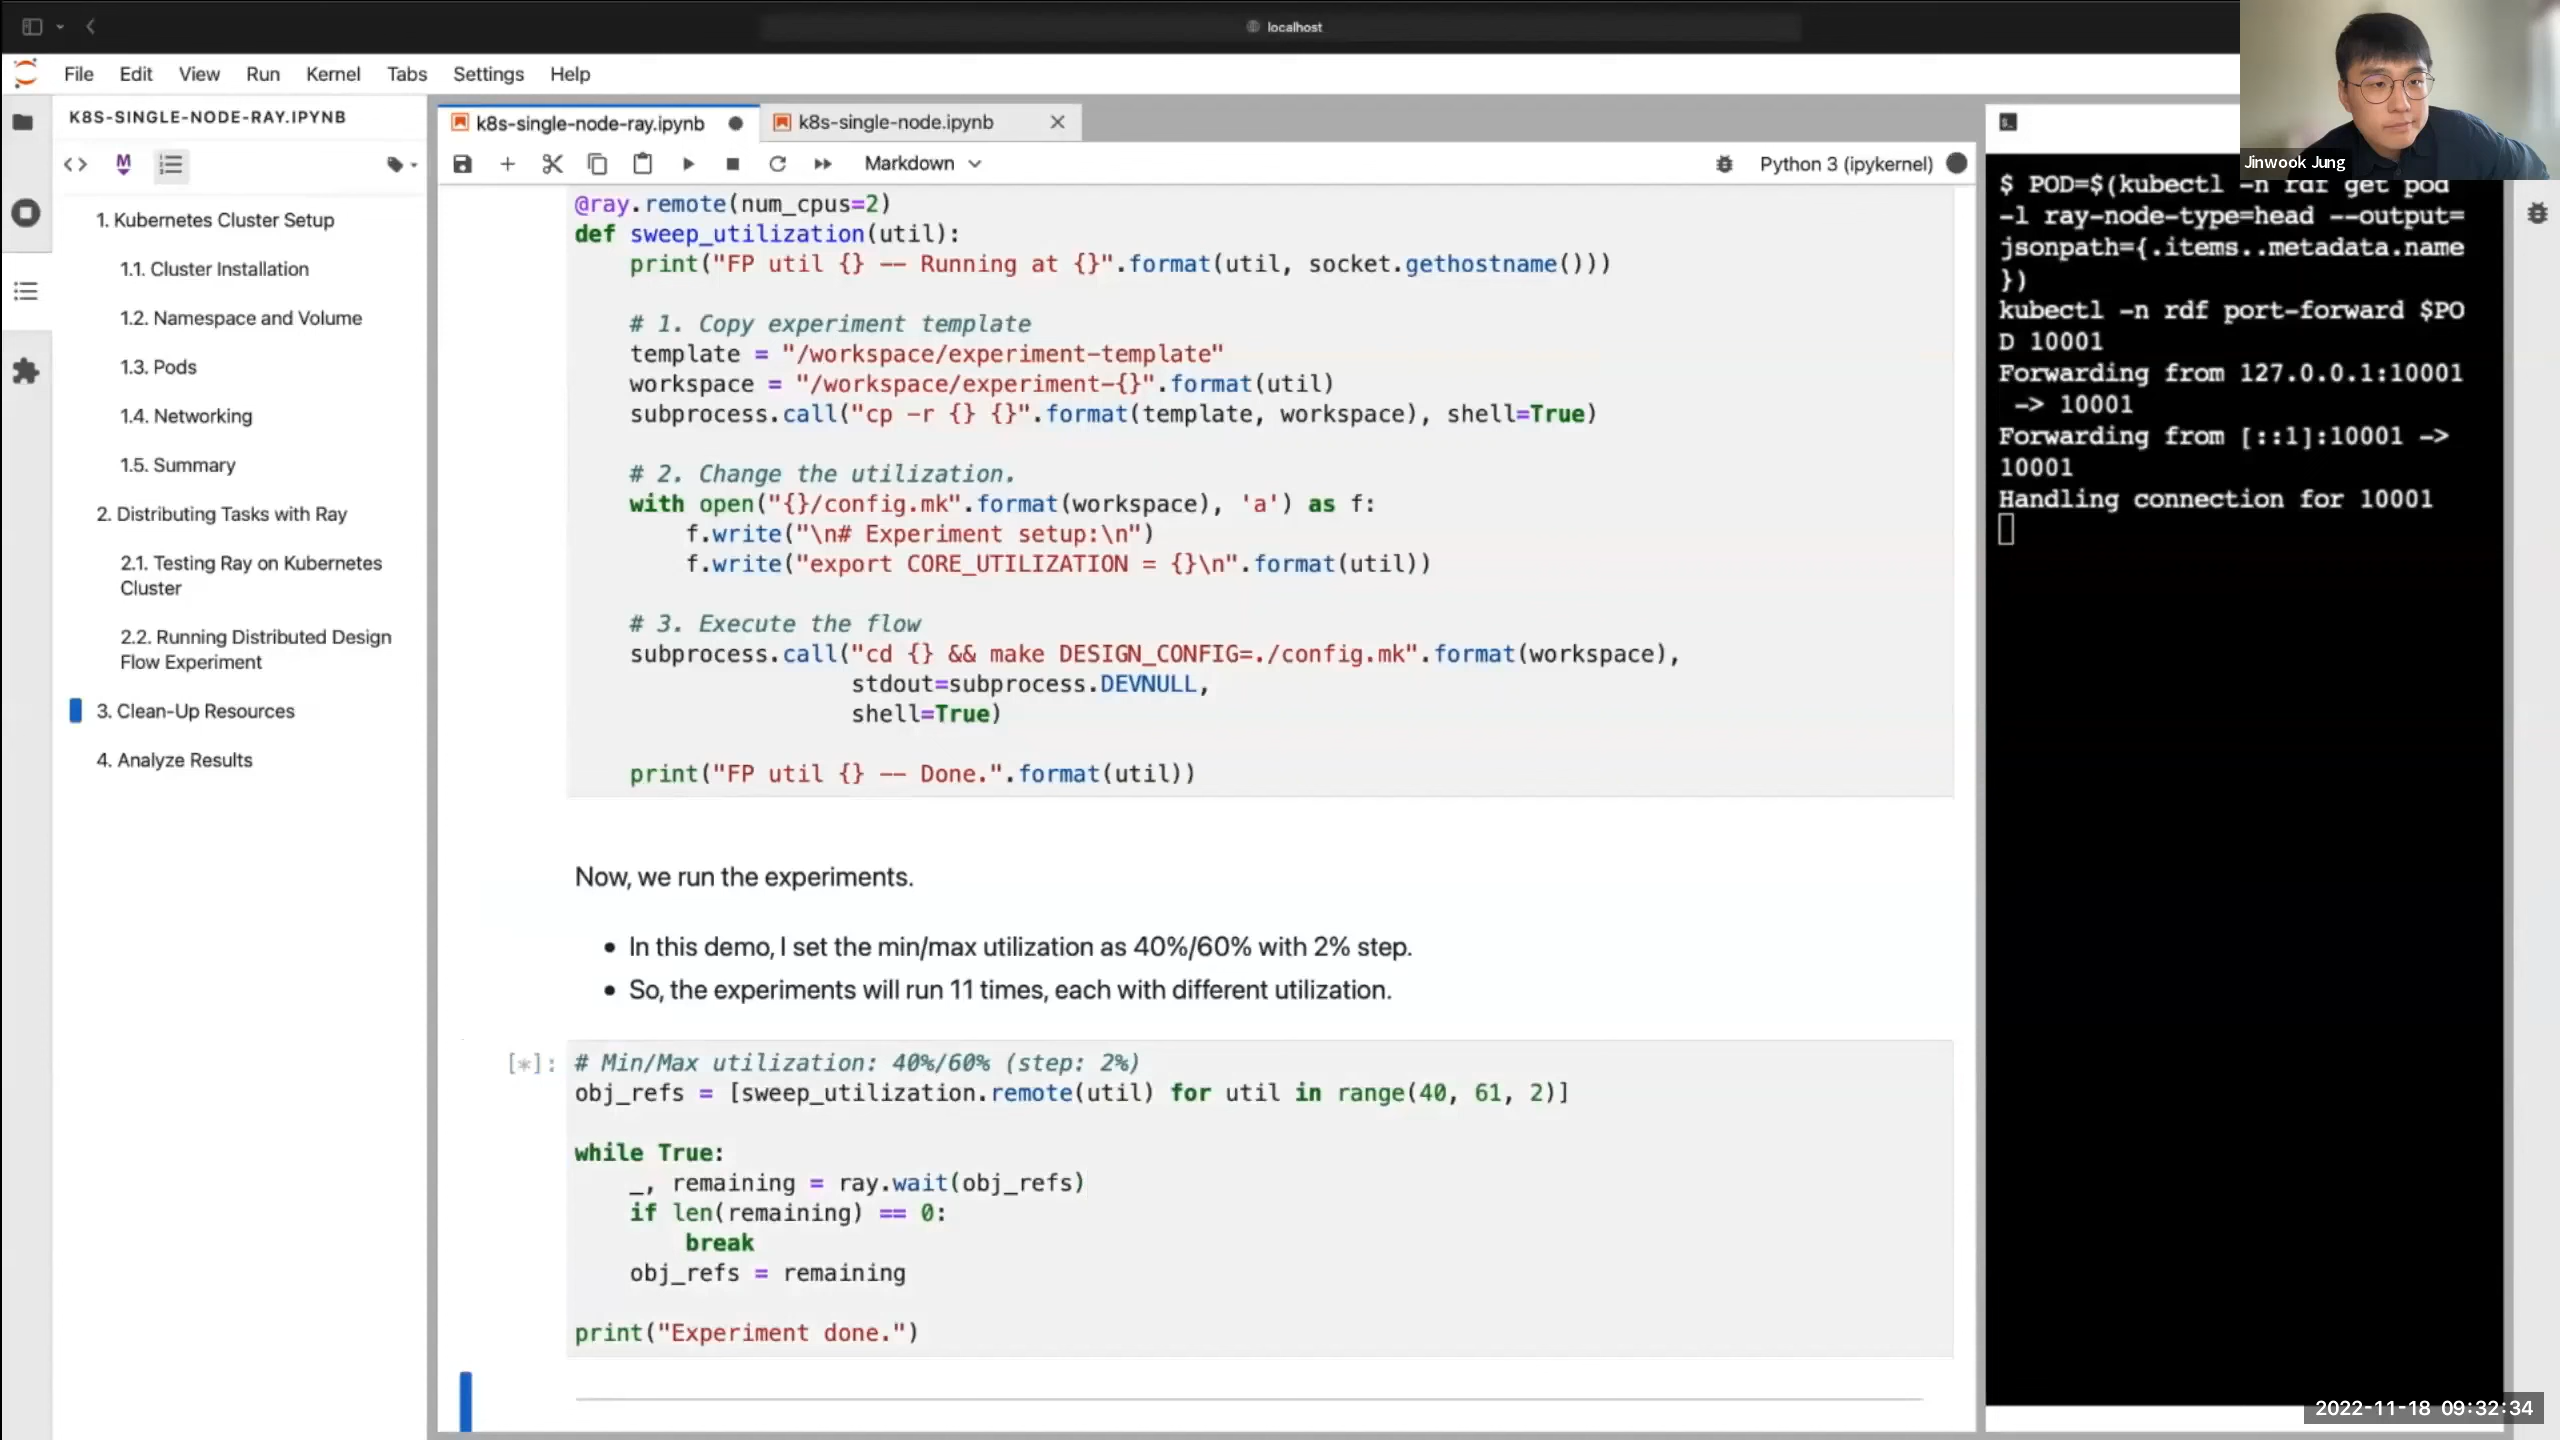 localhost
File Edit View Run Kernel Tabs Settings Help
K8S-SINGLE-NODE-RAY.IPYNB
1. Kubernetes Cluster Setup
1.1. Cluster Installation
1.2. Namespace and Volume
1.3. Pods
1.4. Networking
1.5. Summary
2. Distributing Tasks with Ray
2.1. Testing Ray on Kubernetes
Cluster
2.2. Running Distributed Design
Flow Experiment
3. Clean-Up Resources
4. Analyze Results
k8s-single-node-ray.ipynb
k8s-single-node.ipynb
Markdown
Python 3 (ipykernel)
@ray.remote(num_cpus=2)
def sweep_utilization(util):
    print("FP util {} -- Running at {}".format(util, socket.gethostname()))
    # 1. Copy experiment template
    template = "/workspace/experiment-template"
    workspace = "/workspace/experiment-{}".format(util)
    subprocess.call("cp -r {} {}".format(template, workspace), shell=True)
    # 2. Change the utilization.
    with open("{}/config.mk".format(workspace), 'a') as f:
        f.write("\n# Experiment setup:\n")
        f.write("export CORE_UTILIZATION = {}\n".format(util))
    # 3. Execute the flow
    subprocess.call("cd {} && make DESIGN_CONFIG=./config.mk".format(workspace),
                    stdout=subprocess.DEVNULL,
                    shell=True)
    print("FP util {} -- Done.".format(util))
Now, we run the experiments.
• In this demo, I set the min/max utilization as 40%/60% with 2% step.
• So, the experiments will run 11 times, each with different utilization.
[*]:
# Min/Max utilization: 40%/60% (step: 2%)
obj_refs = [sweep_utilization.remote(util) for util in range(40, 61, 2)]
while True:
    _, remaining = ray.wait(obj_refs)
    if len(remaining) == 0:
        break
    obj_refs = remaining
print("Experiment done.")
Jinwook Jung
$ POD=$(kubectl -n rdf get pod
-l ray-node-type=head --output=
jsonpath={.items..metadata.name
})
kubectl -n rdf port-forward $PO
D 10001
Forwarding from 127.0.0.1:10001
 -> 10001
Forwarding from [::1]:10001 ->
10001
Handling connection for 10001
2022-11-18 09:32:34